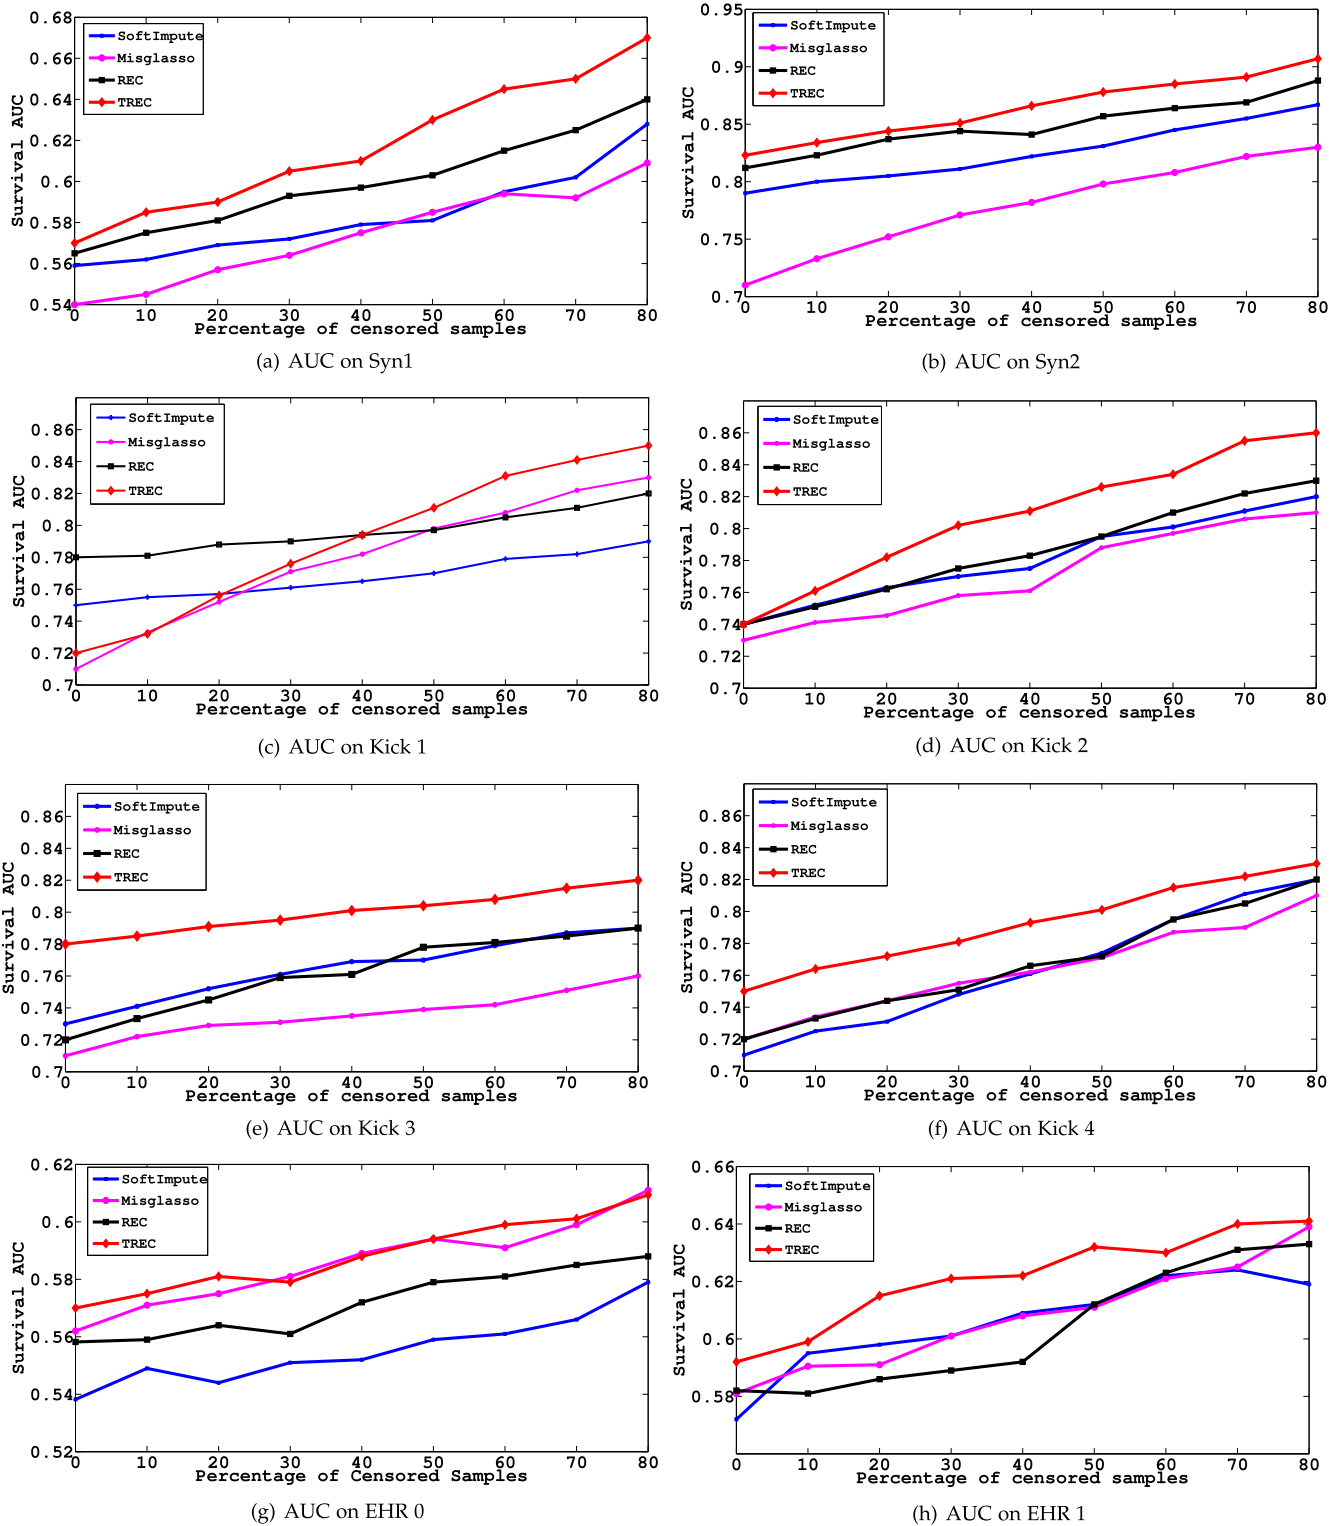 0.68
0.66
0.64
0.62
0.6
0.58
0.56
0.54
Survival AUC
SoftImpute
Misglasso
REC
TREC
0 10 20 30 40 50 60 70 80
Percentage of censored samples
(a) AUC on Syn1
0.95
0.9
0.85
0.8
0.75
0.7
Survival AUC
SoftImpute
Misglasso
REC
TREC
0 10 20 30 40 50 60 70 80
Percentage of censored samples
(b) AUC on Syn2
0.86
0.84
0.82
0.8
0.78
0.76
0.74
0.72
0.7
Survival AUC
SoftImpute
Misglasso
REC
TREC
0 10 20 30 40 50 60 70 80
Percentage of censored samples
(c) AUC on Kick 1
0.86
0.84
0.82
0.8
0.78
0.76
0.74
0.72
0.7
Survival AUC
SoftImpute
Misglasso
REC
TREC
0 10 20 30 40 50 60 70 80
Percentage of censored samples
(d) AUC on Kick 2
0.86
0.84
0.82
0.8
0.78
0.76
0.74
0.72
0.7
Survival AUC
SoftImpute
Misglasso
REC
TREC
0 10 20 30 40 50 60 70 80
Percentage of censored samples
(e) AUC on Kick 3
0.86
0.84
0.82
0.8
0.78
0.76
0.74
0.72
0.7
Survival AUC
SoftImpute
Misglasso
REC
TREC
0 10 20 30 40 50 60 70 80
Percentage of censored samples
(f) AUC on Kick 4
0.62
0.6
0.58
0.56
0.54
0.52
Survival AUC
SoftImpute
Misglasso
REC
TREC
0 10 20 30 40 50 60 70 80
Percentage of Censored Samples
(g) AUC on EHR 0
0.66
0.64
0.62
0.6
0.58
Survival AUC
SoftImpute
Misglasso
REC
TREC
0 10 20 30 40 50 60 70 80
Percentage of censored samples
(h) AUC on EHR 1